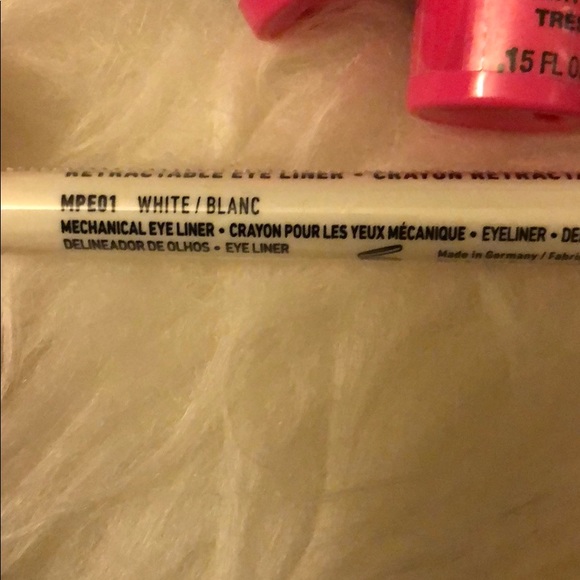 TRÈS
.15 FL O
RETRACTABLE EYE LINER - CRAYON RETRACT
MPE01 WHITE / BLANC
MECHANICAL EYE LINER • CRAYON POUR LES YEUX MÉCANIQUE • EYELINER • DE
DELINEADOR DE OLHOS • EYE LINER
Made in Germany / Fabri